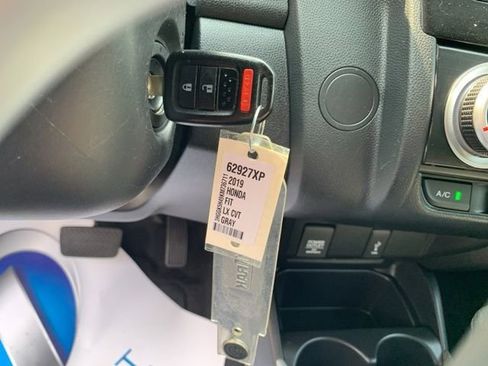 62927XP
2019
HONDA
FIT
LX CVT
GRAY
A/C